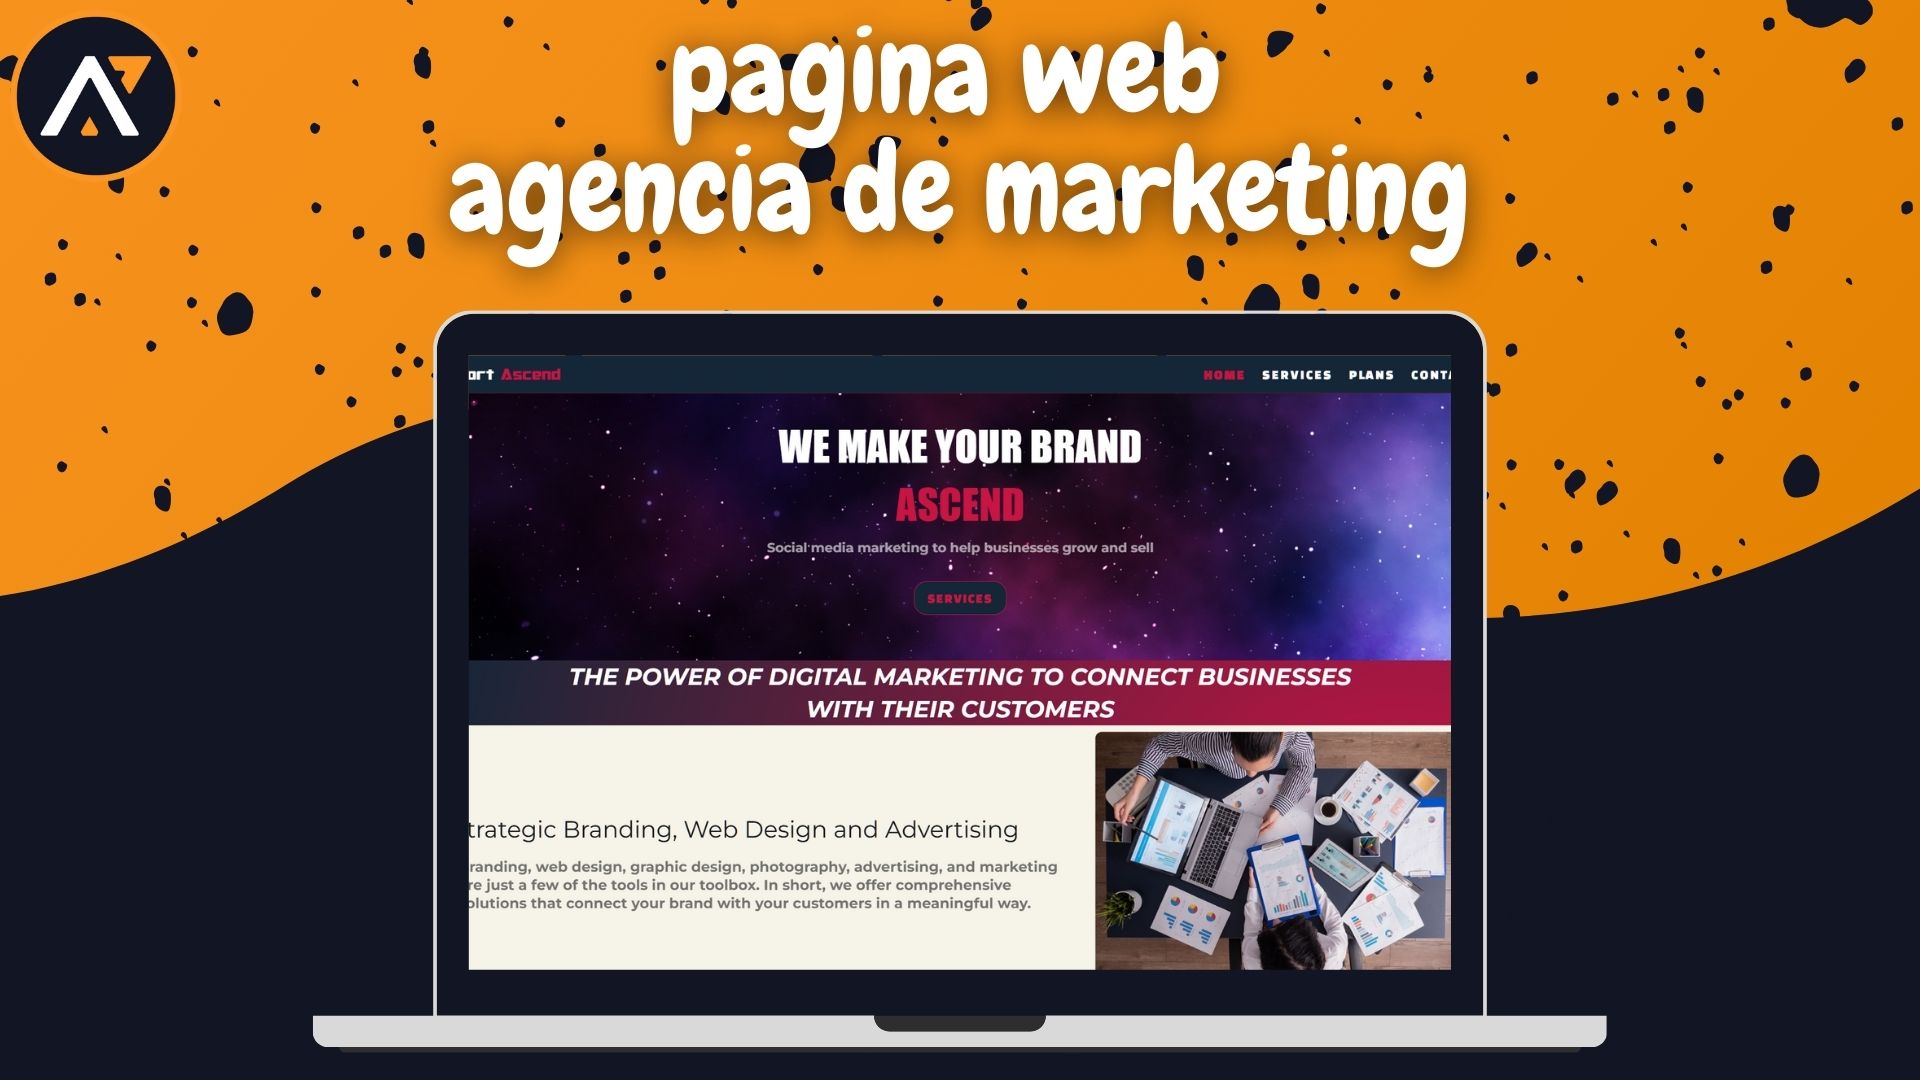 pagina web
agencia de marketing
art Ascend
HOME SERVICES PLANS CONTA
WE MAKE YOUR BRAND
ASCEND
Social media marketing to help businesses grow and sell
SERVICES
THE POWER OF DIGITAL MARKETING TO CONNECT BUSINESSES
WITH THEIR CUSTOMERS
trategic Branding, Web Design and Advertising
randing, web design, graphic design, photography, advertising, and marketing
re just a few of the tools in our toolbox. In short, we offer comprehensive
olutions that connect your brand with your customers in a meaningful way.